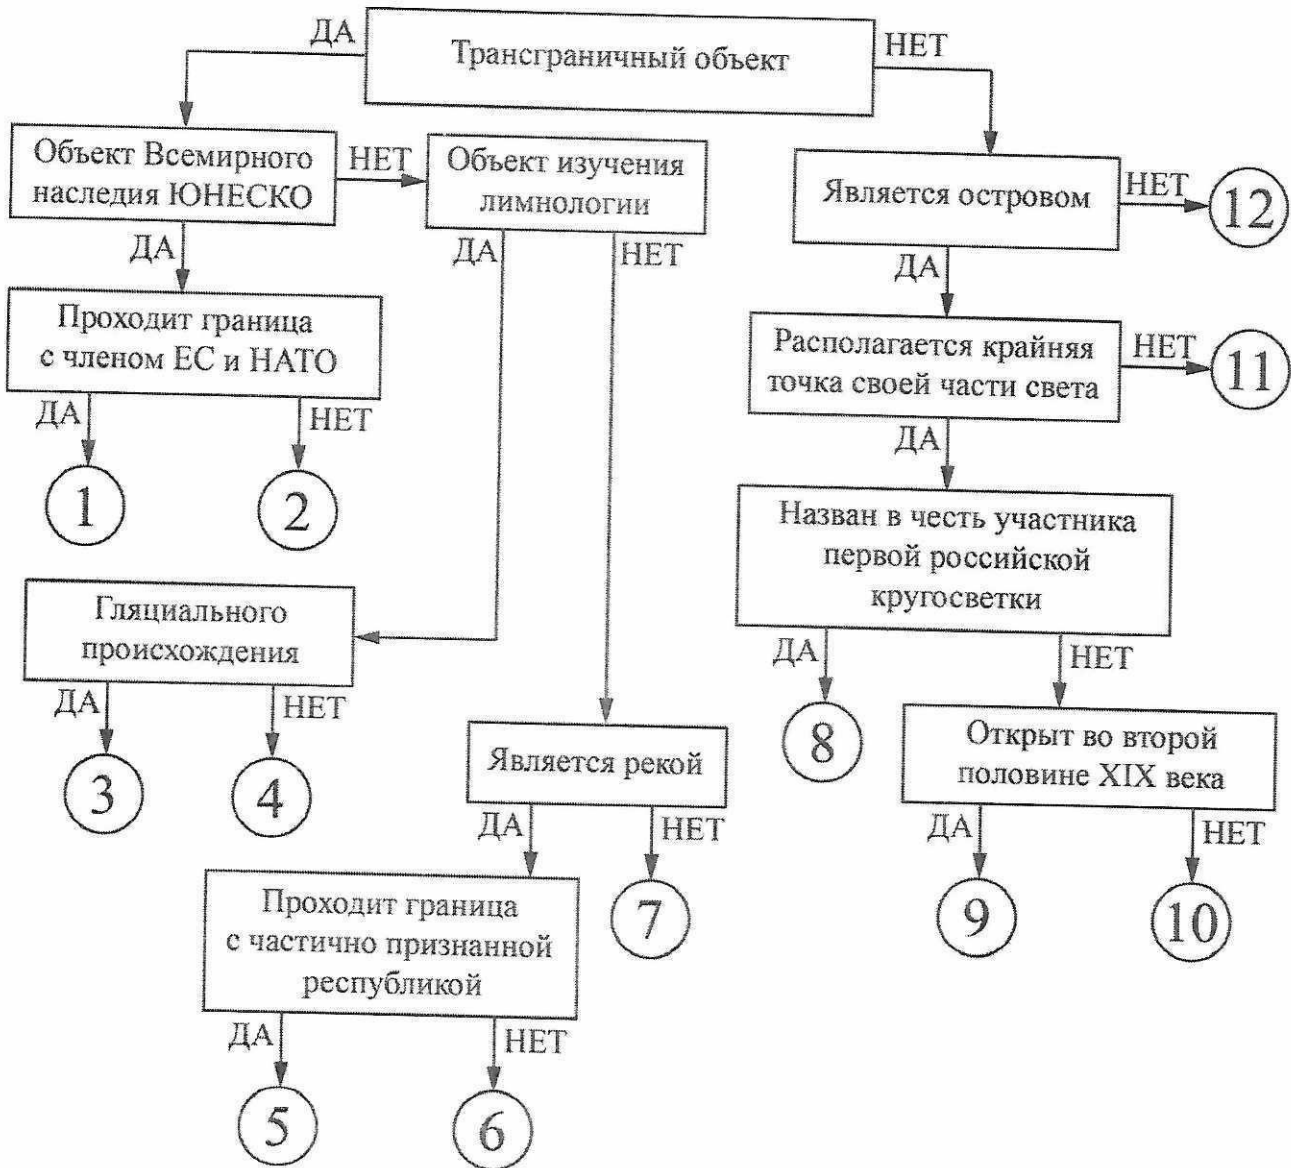 ДА
Трансграничный объект
НЕТ
Объект Всемирного
наследия ЮНЕСКО
НЕТ
Объект изучения
лимнологии
Является островом
НЕТ
12
ДА
ДА
НЕТ
ДА
Проходит граница
с членом ЕС и НАТО
Располагается крайняя
точка своей части света
НЕТ
11
ДА
НЕТ
ДА
1
2
Назван в честь участника
первой российской
кругосветки
Гляциального
происхождения
ДА
НЕТ
ДА
НЕТ
8
Открыт во второй
половине XIX века
3
4
Является рекой
ДА
НЕТ
ДА
НЕТ
Проходит граница
с частично признанной
республикой
7
9
10
ДА
НЕТ
5
6